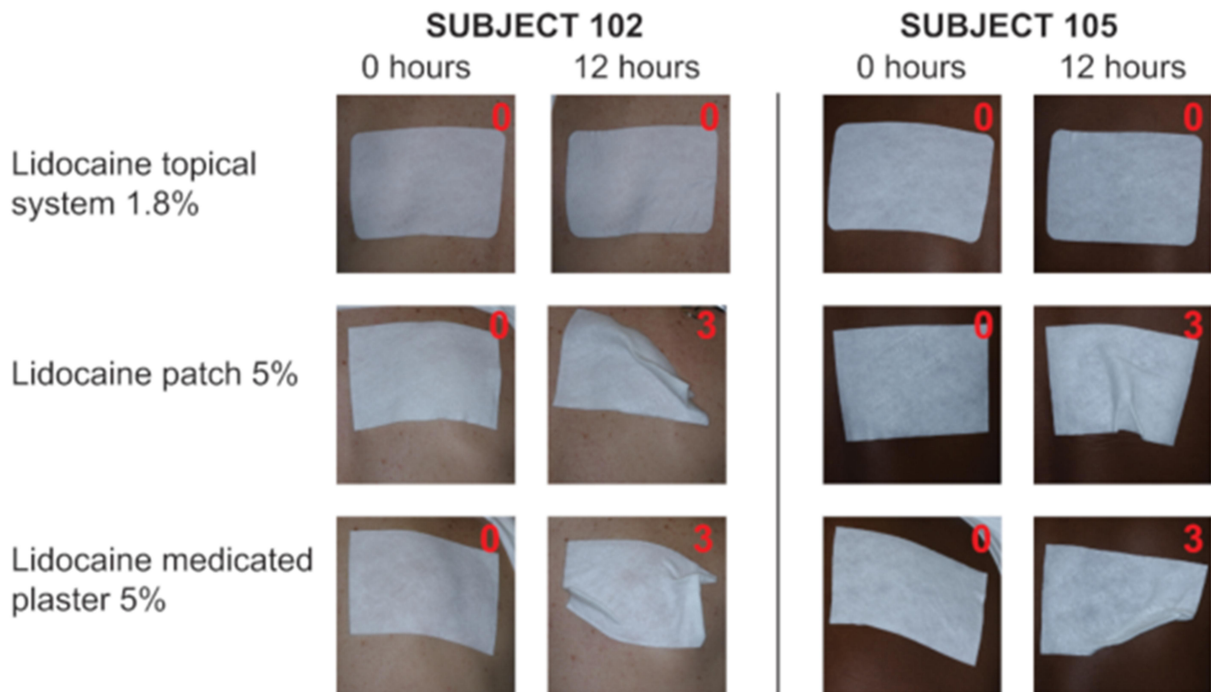 SUBJECT 102
SUBJECT 105
0 hours
12 hours
0 hours
12 hours
Lidocaine topical
system 1.8%
0
0
0
0
Lidocaine patch 5%
0
3
0
3
Lidocaine medicated
plaster 5%
0
3
0
3